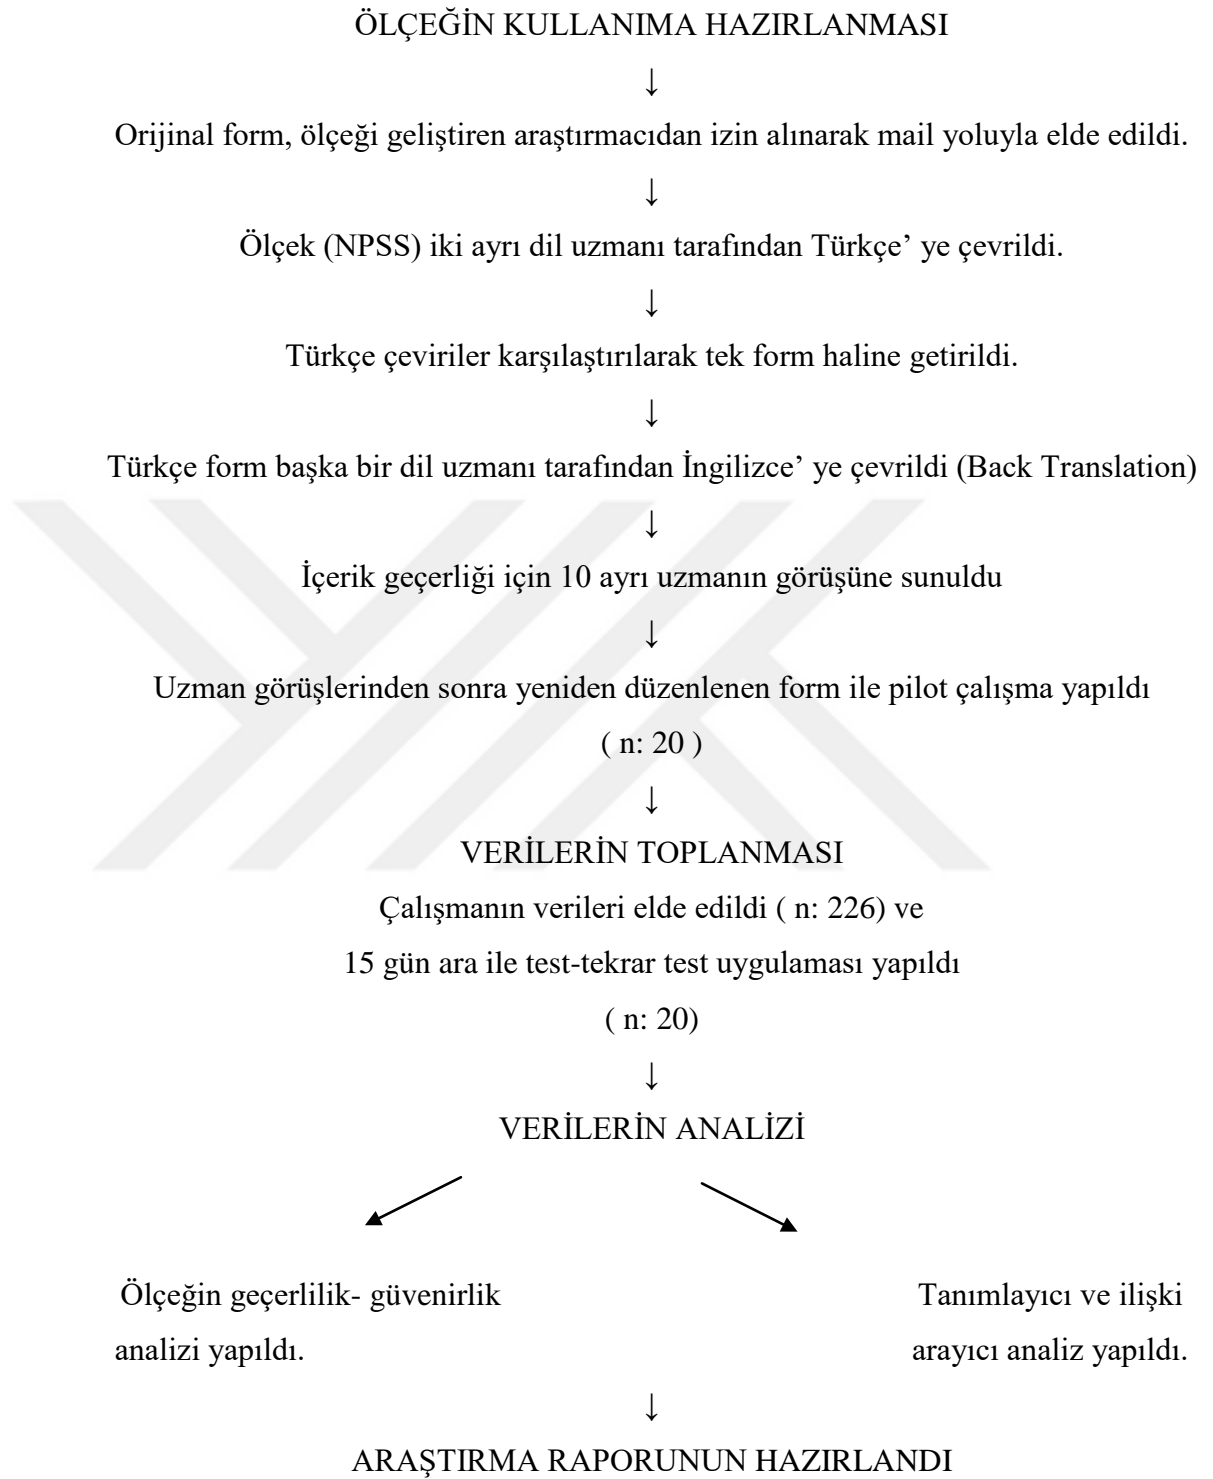 ÖLÇEĞİN KULLANIMA HAZIRLANMASI
↓
Orijinal form, ölçeği geliştiren araştırmacıdan izin alınarak mail yoluyla elde edildi.
↓
Ölçek (NPSS) iki ayrı dil uzmanı tarafından Türkçe’ ye çevrildi.
↓
Türkçe çeviriler karşılaştırılarak tek form haline getirildi.
↓
Türkçe form başka bir dil uzmanı tarafından İngilizce’ ye çevrildi (Back Translation)
↓
İçerik geçerliği için 10 ayrı uzmanın görüşüne sunuldu
↓
Uzman görüşlerinden sonra yeniden düzenlenen form ile pilot çalışma yapıldı
( n: 20 )
↓
VERİLERİN TOPLANMASI
Çalışmanın verileri elde edildi ( n: 226) ve
15 gün ara ile test-tekrar test uygulaması yapıldı
( n: 20)
↓
VERİLERİN ANALİZİ
Ölçeğin geçerlilik- güvenirlik
analizi yapıldı.
Tanımlayıcı ve ilişki
arayıcı analiz yapıldı.
↓
ARAŞTIRMA RAPORUNUN HAZIRLANDI